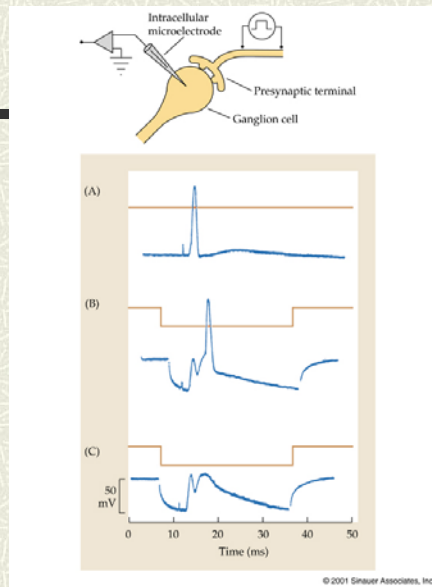 Intracellular
microelectrode
Presynaptic terminal
Ganglion cell
(A)
(B)
(C)
50
mV
0 10 20 30 40 50
Time (ms)
© 2001 Sinauer Associates, Inc